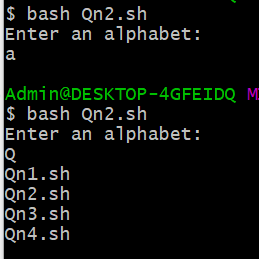 $ bash Qn2.sh
Enter an alphabet:
a
Admin@DESKTOP-4GFEIDQ M
$ bash Qn2.sh
Enter an alphabet:
Q
Qn1.sh
Qn2.sh
Qn3.sh
Qn4.sh